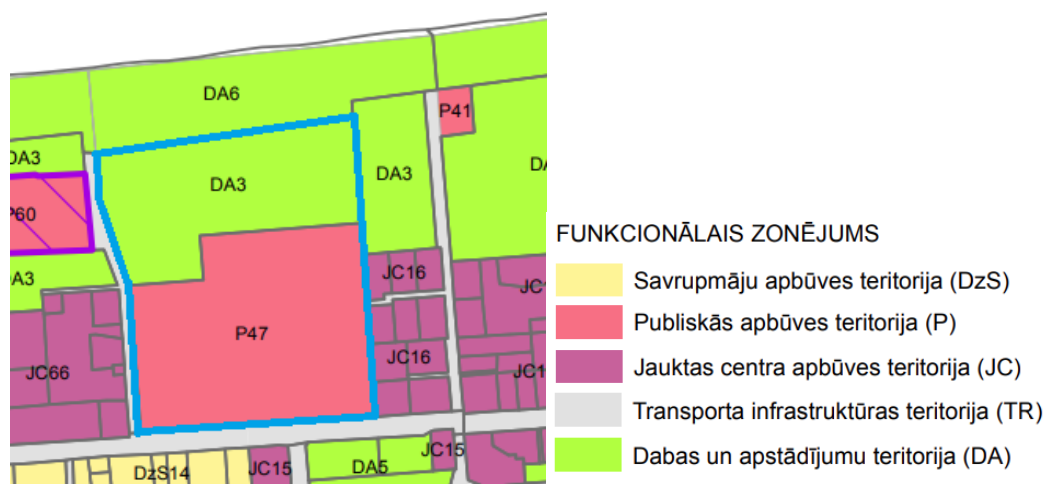 DA6
P41
DA3
DA3
DA3
P60
DA3
JC16
JC
P47
JC16
JC66
JC1
JC15
JC15
DzS14
DA5
FUNKCIONĀLAIS ZONĒJUMS
Savrupmāju apbūves teritorija (DzS)
Publiskās apbūves teritorija (P)
Jauktas centra apbūves teritorija (JC)
Transporta infrastruktūras teritorija (TR)
Dabas un apstādījumu teritorija (DA)